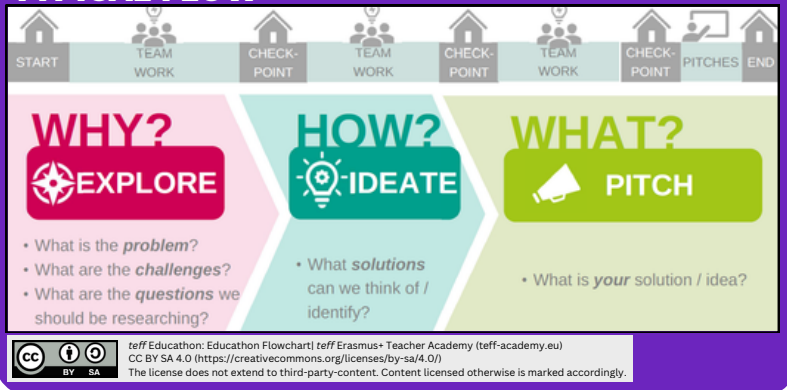 START
TEAM
WORK
CHECK-
POINT
TEAM
WORK
CHECK-
POINT
TEAM
WORK
CHECK-
POINT
PITCHES
END
WHY?
EXPLORE
• What is the problem?
• What are the challenges?
• What are the questions we
should be researching?
HOW?
IDEATE
• What solutions
can we think of /
identify?
WHAT?
PITCH
• What is your solution / idea?
cc
BY SA
teff Educathon: Educathon Flowchart| teff Erasmus+ Teacher Academy (teff-academy.eu)
CC BY SA 4.0 (https://creativecommons.org/licenses/by-sa/4.0/)
The license does not extend to third-party-content. Content licensed otherwise is marked accordingly.